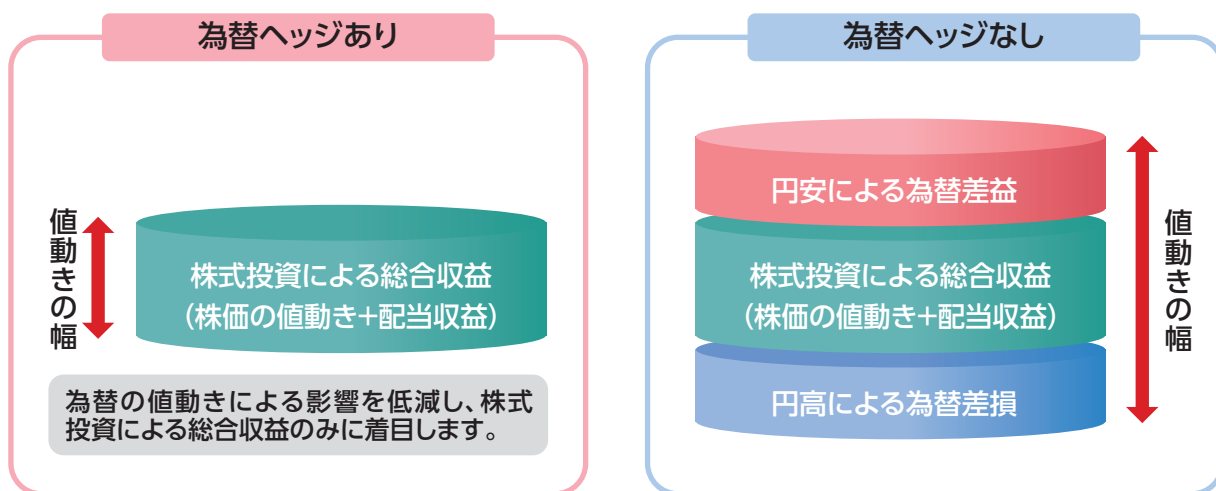 為替ヘッジあり
値動きの幅
株式投資による総合収益
（株価の値動き+配当収益）
為替の値動きによる影響を低減し、株式
投資による総合収益のみに着目します。
為替ヘッジなし
円安による為替差益
株式投資による総合収益
（株価の値動き+配当収益）
円高による為替差損
値動きの幅